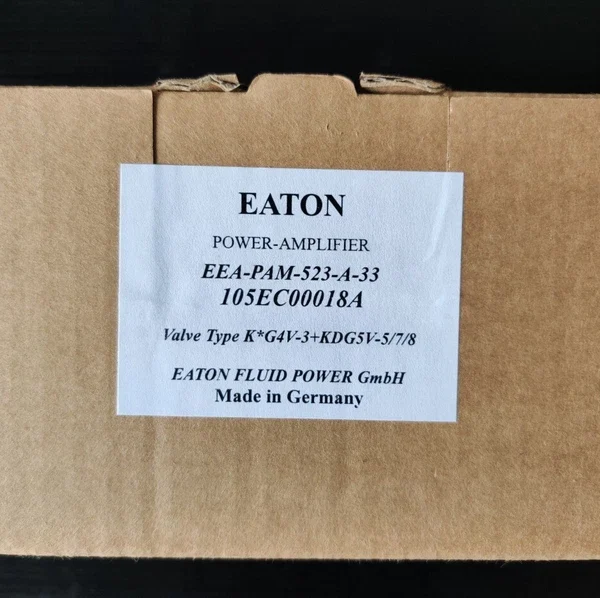 EATON
POWER-AMPLIFIER
EEA-PAM-523-A-33
105EC00018A
Valve Type K*G4V-3+KDG5V-5/7/8
EATON FLUID POWER GmbH
Made in Germany